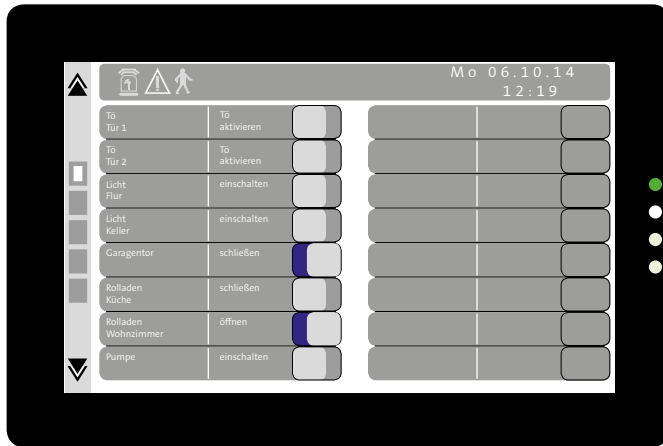 Mo 06.10.14
12:19
Tö
Tür 1
Tö
aktivieren
Tö
Tür 2
Tö
aktivieren
Licht
Flur
einschalten
Licht
Keller
einschalten
Garagentor
schließen
Rolladen
Küche
schließen
Rolladen
Wohnzimmer
öffnen
Pumpe
einschalten